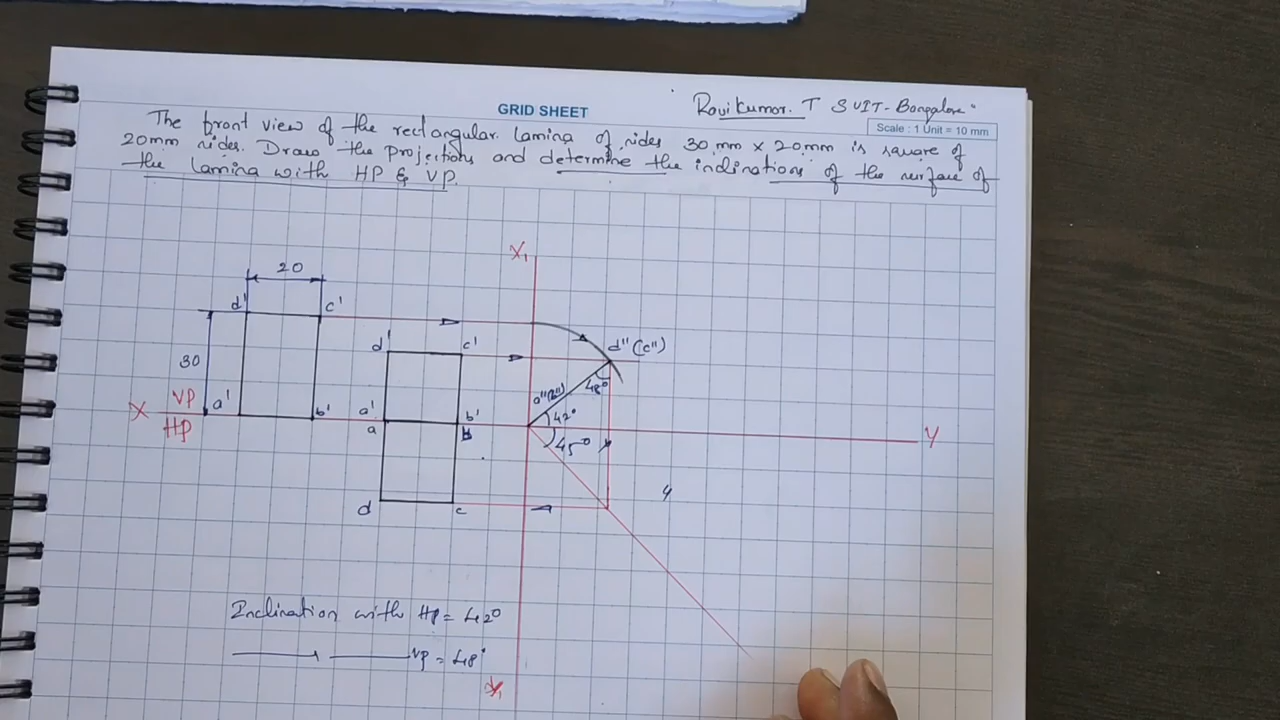 GRID SHEET
Ravikumar. T SVIT-Bangalore
Scale : 1 Unit = 10 mm
The front view of the rectangular lamina of sides 30 mm x 20mm is square of
20mm sides. Draw the projections and determine the inclinations of the surface of
the lamina with HP & VP.
X1
20
d' c'
d' c' d''(c'')
30
a''(b'') 48°
X VP a' b' a' b' 42°
HP a b 45° Y
4
d c
Inclination with HP = 42°
VP = 48°